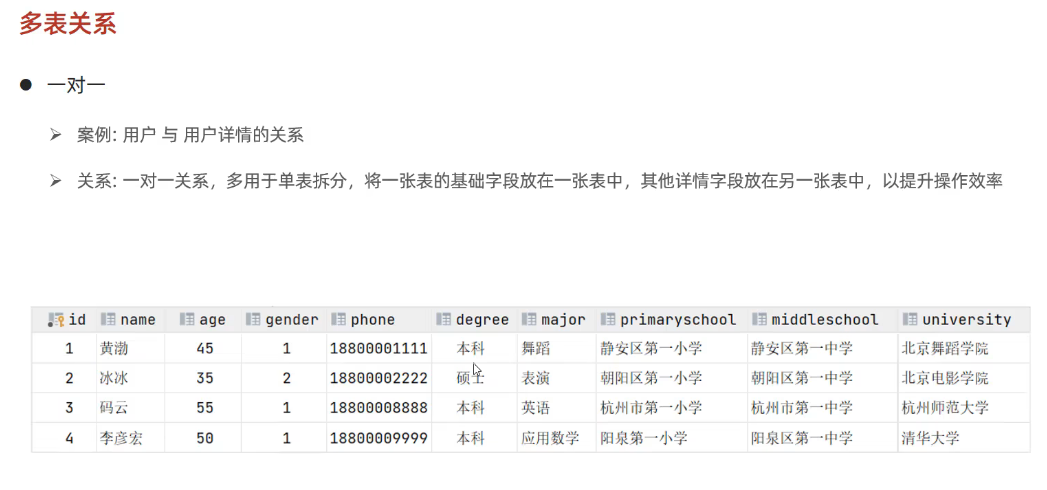 多表关系
● 一对一
➢ 案例: 用户 与 用户详情的关系
➢ 关系: 一对一关系，多用于单表拆分，将一张表的基础字段放在一张表中，其他详情字段放在另一张表中，以提升操作效率
id name age gender phone degree major primaryschool middleschool university
1 黄渤 45 1 18800001111 本科 舞蹈 静安区第一小学 静安区第一中学 北京舞蹈学院
2 冰冰 35 2 18800002222 硕士 表演 朝阳区第一小学 朝阳区第一中学 北京电影学院
3 码云 55 1 18800008888 本科 英语 杭州市第一小学 杭州市第一中学 杭州师范大学
4 李彦宏 50 1 18800009999 本科 应用数学 阳泉第一小学 阳泉区第一中学 清华大学